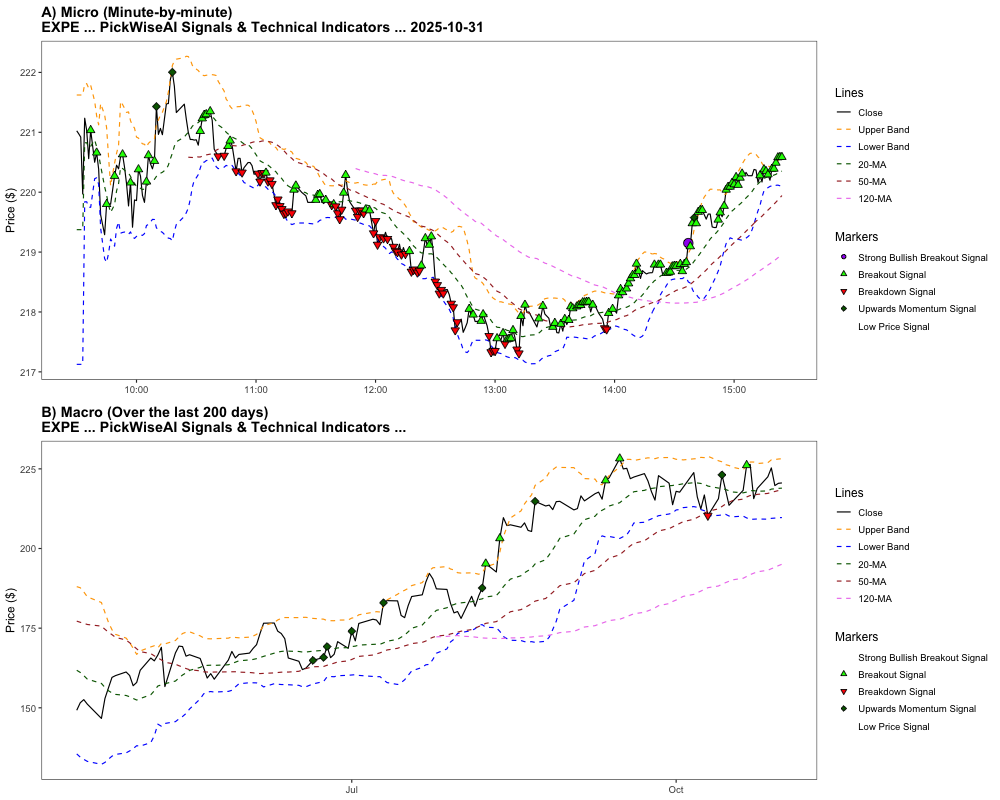 A) Micro (Minute-by-minute)
EXPE ... PickWiseAI Signals & Technical Indicators ... 2025-10-31
Price ($)
222
221
220
219
218
217
10:00
11:00
12:00
13:00
14:00
15:00
Lines
Close
Upper Band
Lower Band
20-MA
50-MA
120-MA
Markers
Strong Bullish Breakout Signal
Breakout Signal
Breakdown Signal
Upwards Momentum Signal
Low Price Signal
B) Macro (Over the last 200 days)
EXPE ... PickWiseAI Signals & Technical Indicators ...
Price ($)
225
200
175
150
Jul
Oct
Lines
Close
Upper Band
Lower Band
20-MA
50-MA
120-MA
Markers
Strong Bullish Breakout Signal
Breakout Signal
Breakdown Signal
Upwards Momentum Signal
Low Price Signal